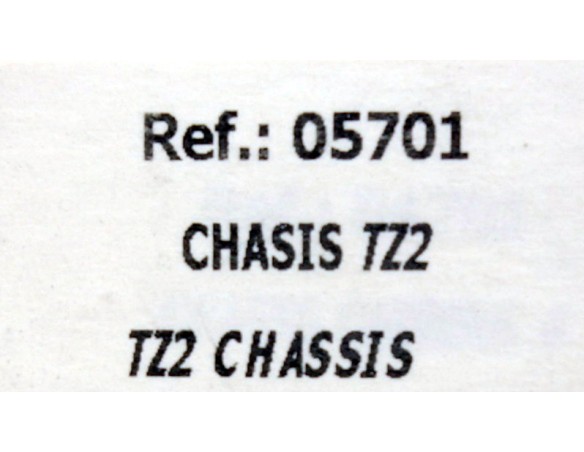 Ref.: 05701
CHASIS TZ2
TZ2 CHASSIS